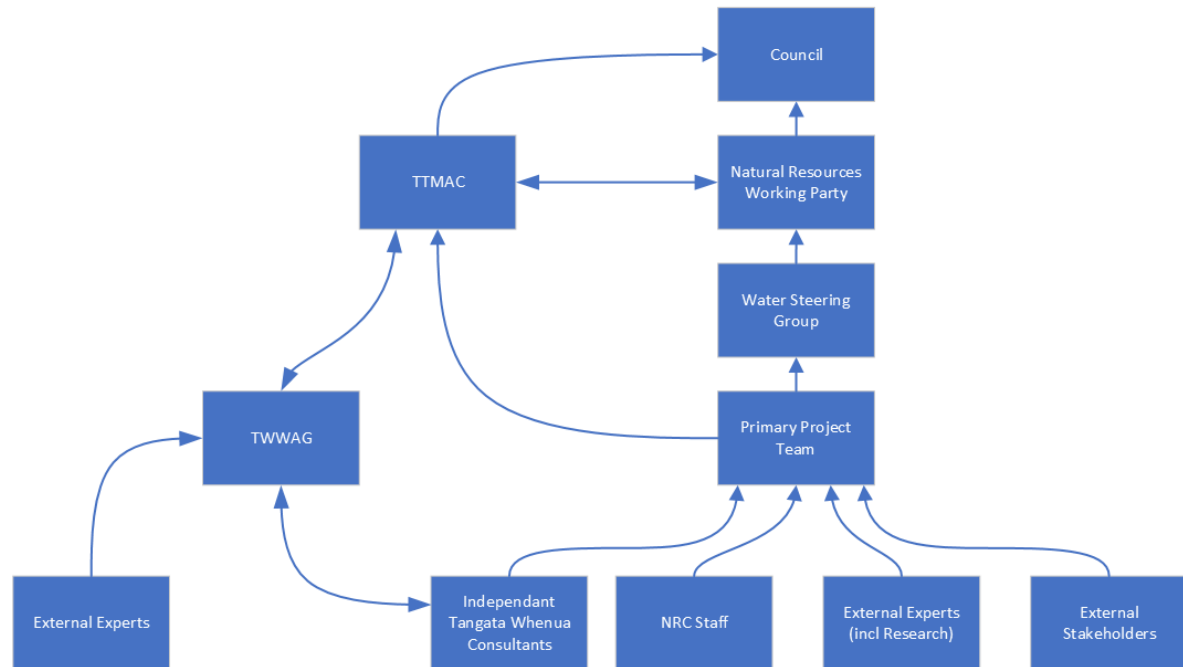 Council
TTMAC
Natural Resources
Working Party
Water Steering
Group
TWWAG
Primary Project
Team
External Experts
Independant
Tangata Whenua
Consultants
NRC Staff
External Experts
(incl Research)
External
Stakeholders